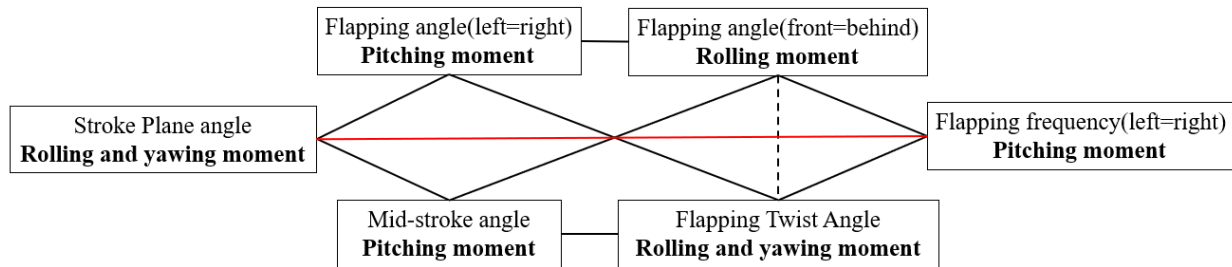 Flapping angle(left=right)
Pitching moment
Flapping angle(front=behind)
Rolling moment
Stroke Plane angle
Rolling and yawing moment
Flapping frequency(left=right)
Pitching moment
Mid-stroke angle
Pitching moment
Flapping Twist Angle
Rolling and yawing moment